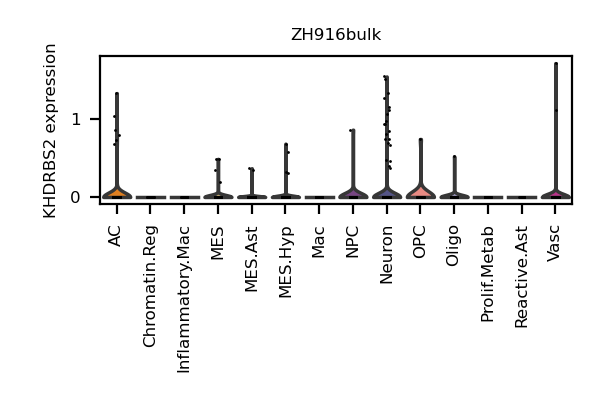 ZH916bulk
KHDRBS2 expression
1
0
AC
Chromatin.Reg
Inflammatory.Mac
MES
MES.Ast
MES.Hyp
Mac
NPC
Neuron
OPC
Oligo
Prolif.Metab
Reactive.Ast
Vasc